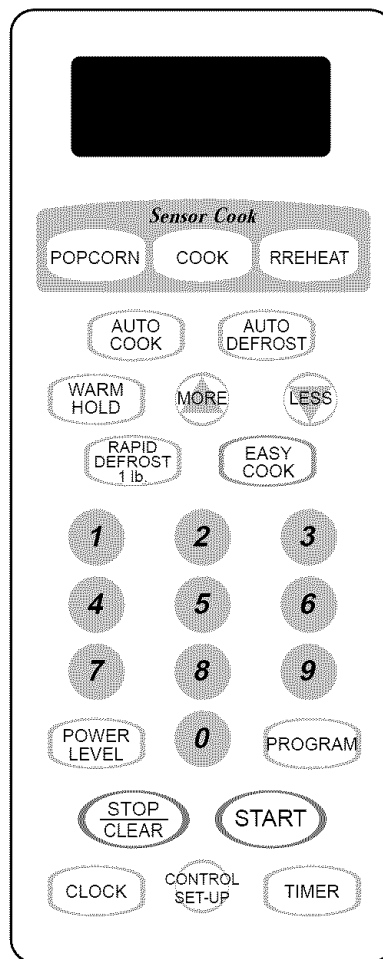 Sensor Cook
POPCORN COOK RREHEAT
AUTO
COOK
AUTO
DEFROST
WARM
HOLD
MORE
LESS
RAPID
DEFROST
1 lb.
EASY
COOK
1 2 3
4 5 6
7 8 9
POWER
LEVEL
0
PROGRAM
STOP
CLEAR
START
CLOCK
CONTROL
SET-UP
TIMER